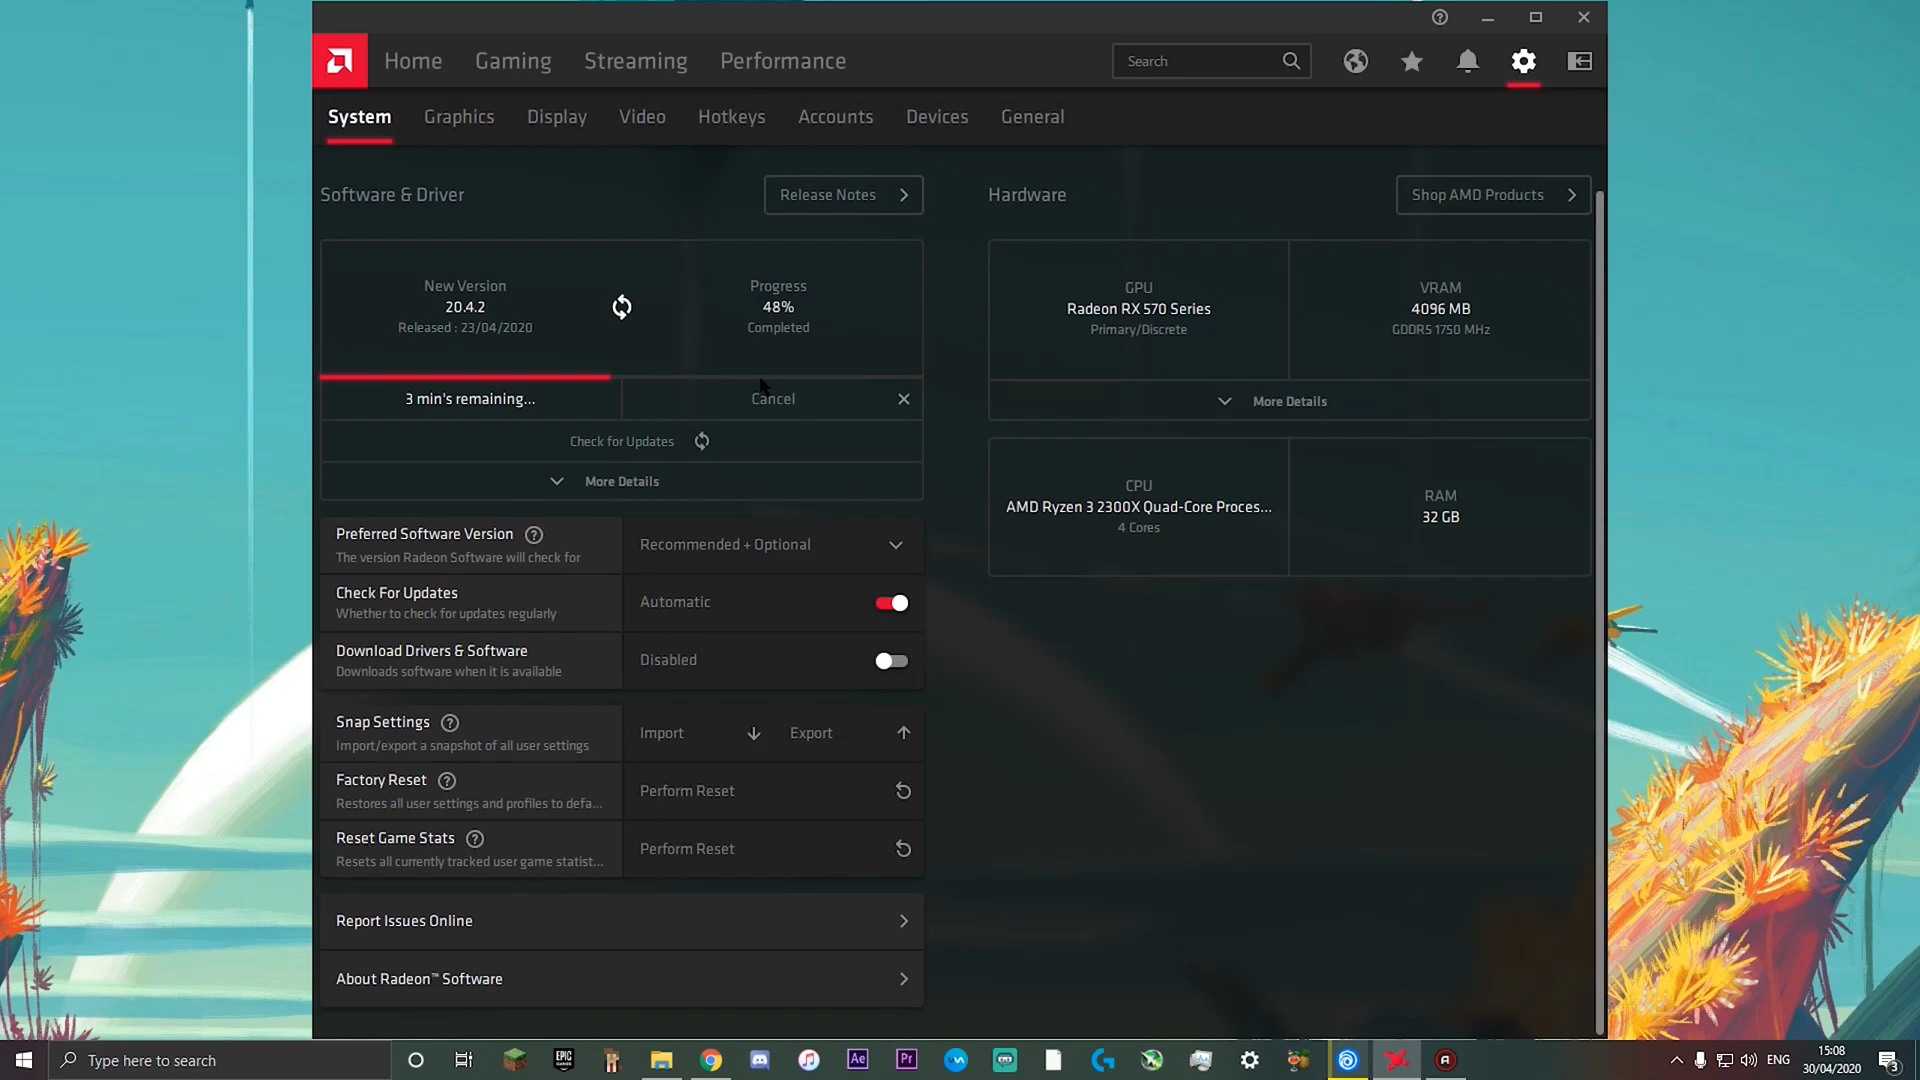 Home
Gaming
Streaming
Performance
Search
System
Graphics
Display
Video
Hotkeys
Accounts
Devices
General
Software & Driver
Release Notes
New Version
20.4.2
Released : 23/04/2020
Progress
48%
Completed
3 min's remaining...
Cancel
Check for Updates
More Details
Preferred Software Version
The version Radeon Software will check for
Recommended + Optional
Check For Updates
Whether to check for updates regularly
Automatic
Download Drivers & Software
Downloads software when it is available
Disabled
Snap Settings
Import/export a snapshot of all user settings
Import
Export
Factory Reset
Restores all user settings and profiles to defa...
Perform Reset
Reset Game Stats
Resets all currently tracked user game statist...
Perform Reset
Report Issues Online
About Radeon™ Software
Hardware
Shop AMD Products
GPU
Radeon RX 570 Series
Primary/Discrete
VRAM
4096 MB
GDDR5 1750 MHz
More Details
CPU
AMD Ryzen 3 2300X Quad-Core Proces...
4 Cores
RAM
32 GB
Type here to search
EPIC
GAMES
Ae
Pr
ENG
15:08
30/04/2020
3